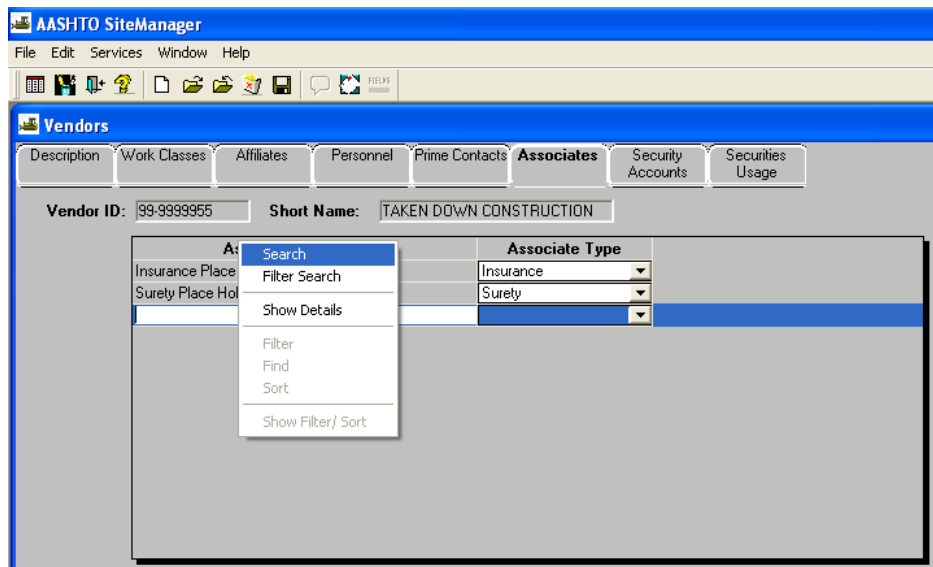 AASHTO SiteManager
File Edit Services Window Help
FIELDS
Vendors
Description Work Classes Affiliates Personnel Prime Contacts Associates Security Accounts Securities Usage
Vendor ID: 99-9999955 Short Name: TAKEN DOWN CONSTRUCTION
As Associate Type
Insurance Place Insurance
Surety Place Hol Surety
Search
Filter Search
Show Details
Filter
Find
Sort
Show Filter/ Sort